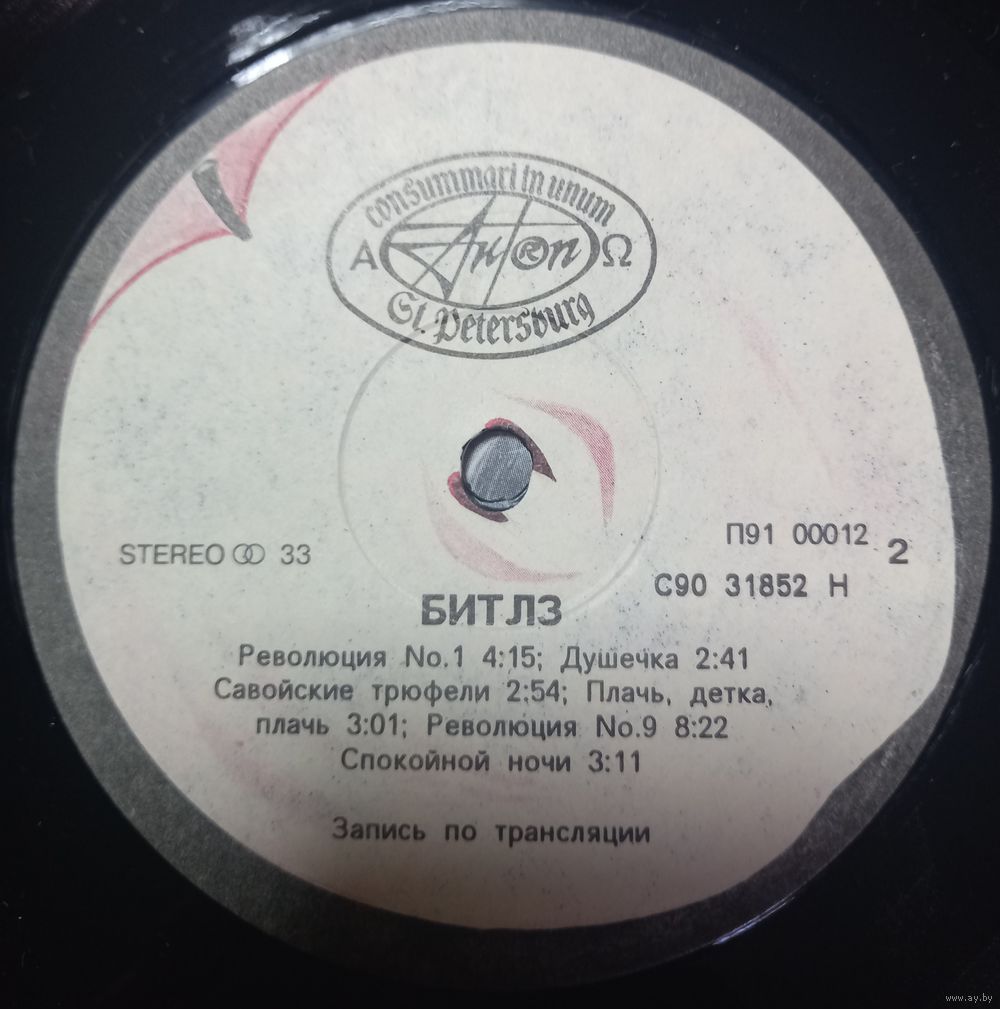 consummari in unum
А Антоn Ω
St. Petersburg
STEREO 33
П91 00012
2
С90 31852 Н
БИТЛЗ
Революция No.1 4:15; Душечка 2:41
Савойские трюфели 2:54; Плачь, детка,
плачь 3:01; Революция No.9 8:22
Спокойной ночи 3:11
Запись по трансляции
www.ay.by